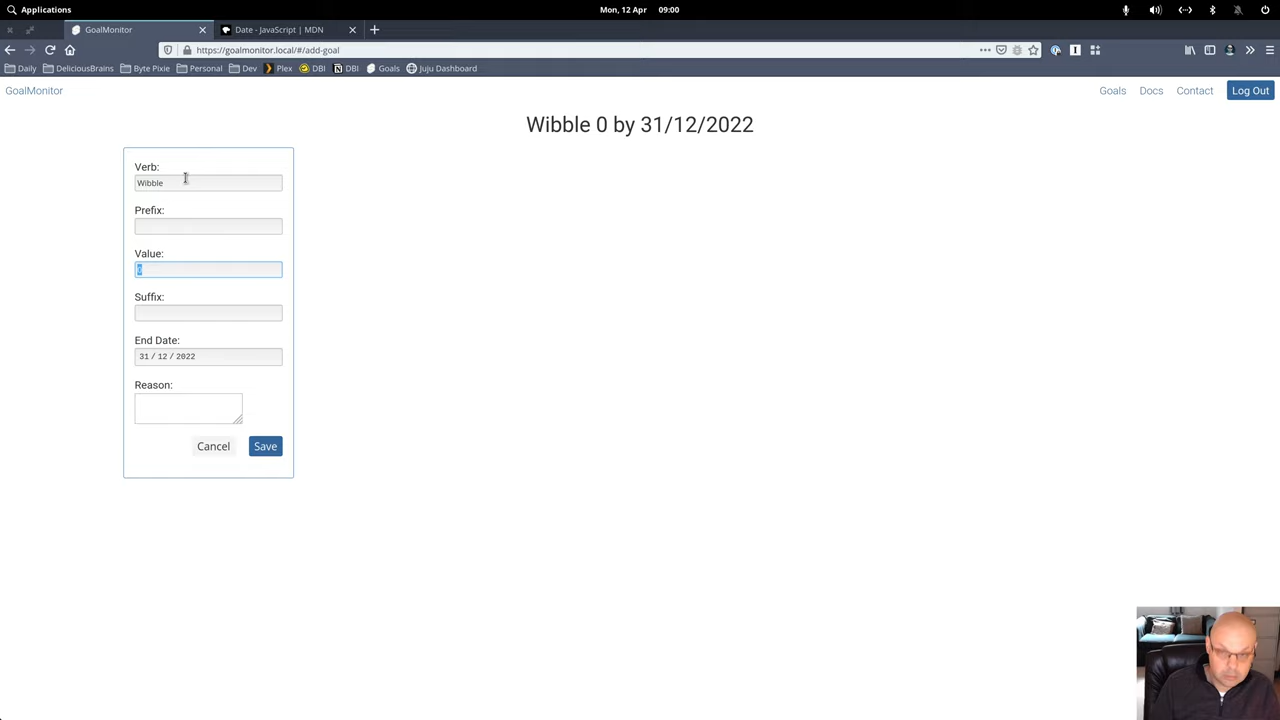 Applications
Mon, 12 Apr 09:00
GoalMonitor
Date - JavaScript | MDN
https://goalmonitor.local/#/add-goal
Daily DeliciousBrains Byte Pixie Personal Dev Plex DBI DBI Goals Juju Dashboard
GoalMonitor
Goals Docs Contact Log Out
Wibble 0 by 31/12/2022
Verb:
Wibble
Prefix:
Value:
0
Suffix:
End Date:
31 / 12 / 2022
Reason:
Cancel Save